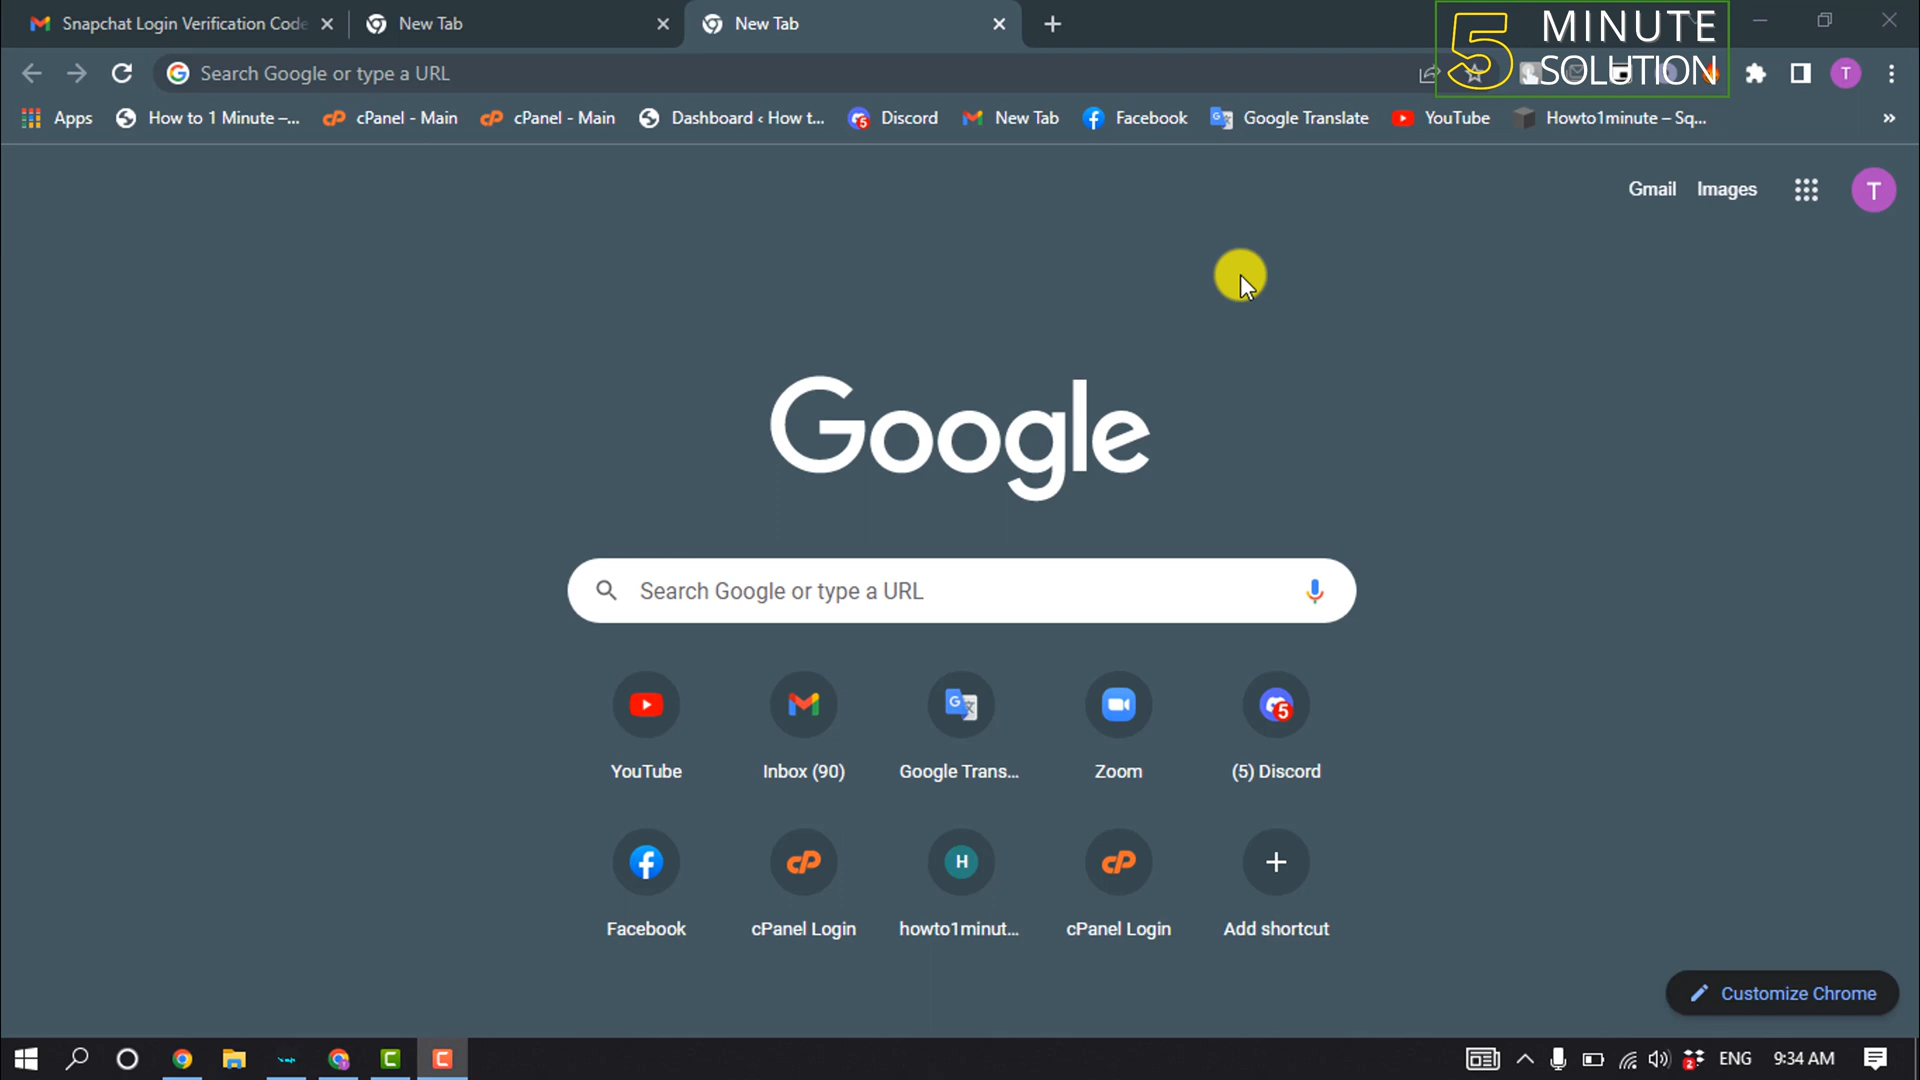 Snapchat Login Verification Code
New Tab
New Tab
5 MINUTE SOLUTION
Search Google or type a URL
T
Apps
How to 1 Minute –...
cPanel - Main
cPanel - Main
Dashboard ‹ How t...
Discord
New Tab
Facebook
Google Translate
YouTube
Howto1minute – Sq...
»
Gmail
Images
T
Google
Search Google or type a URL
YouTube
Inbox (90)
Google Trans...
Zoom
5
(5) Discord
Facebook
cP
cPanel Login
H
howto1minut...
cP
cPanel Login
Add shortcut
Customize Chrome
ENG
9:34 AM